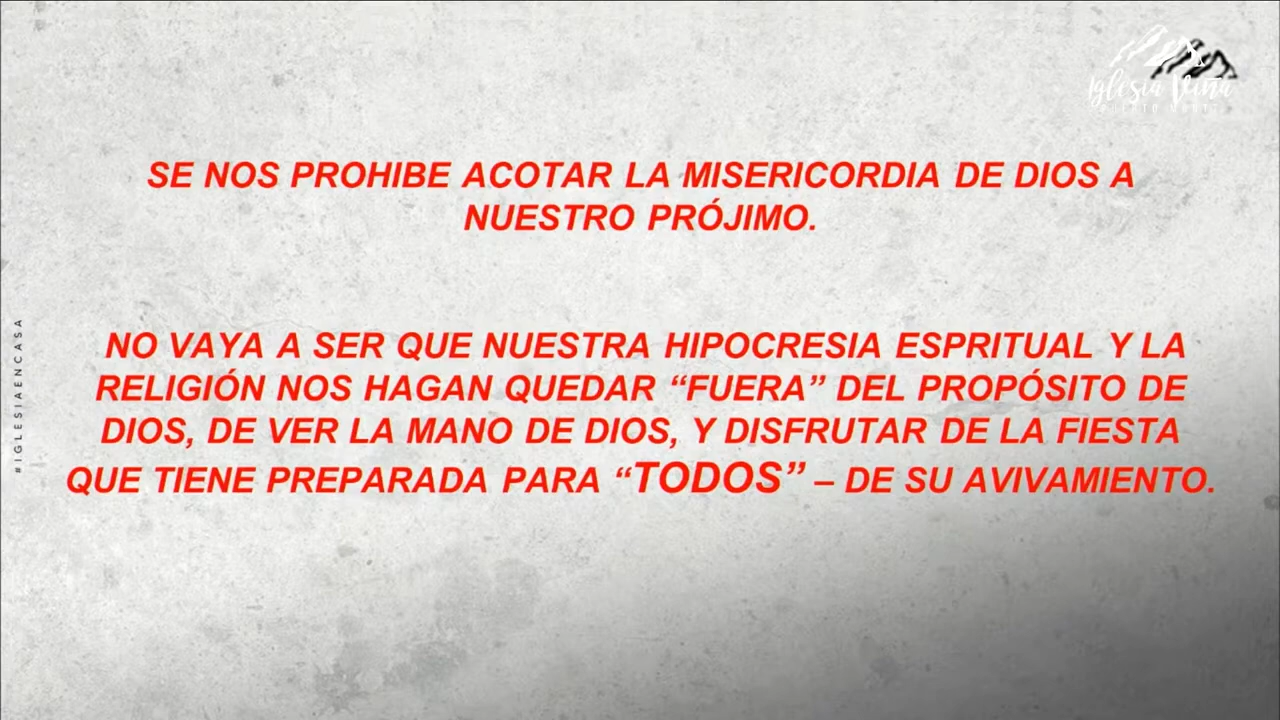 Iglesia Viña
SE NOS PROHIBE ACOTAR LA MISERICORDIA DE DIOS A
NUESTRO PRÓJIMO.
NO VAYA A SER QUE NUESTRA HIPOCRESIA ESPRITUAL Y LA
RELIGIÓN NOS HAGAN QUEDAR “FUERA” DEL PROPÓSITO DE
DIOS, DE VER LA MANO DE DIOS, Y DISFRUTAR DE LA FIESTA
QUE TIENE PREPARADA PARA “TODOS” – DE SU AVIVAMIENTO.
#IGLESIAENCASA